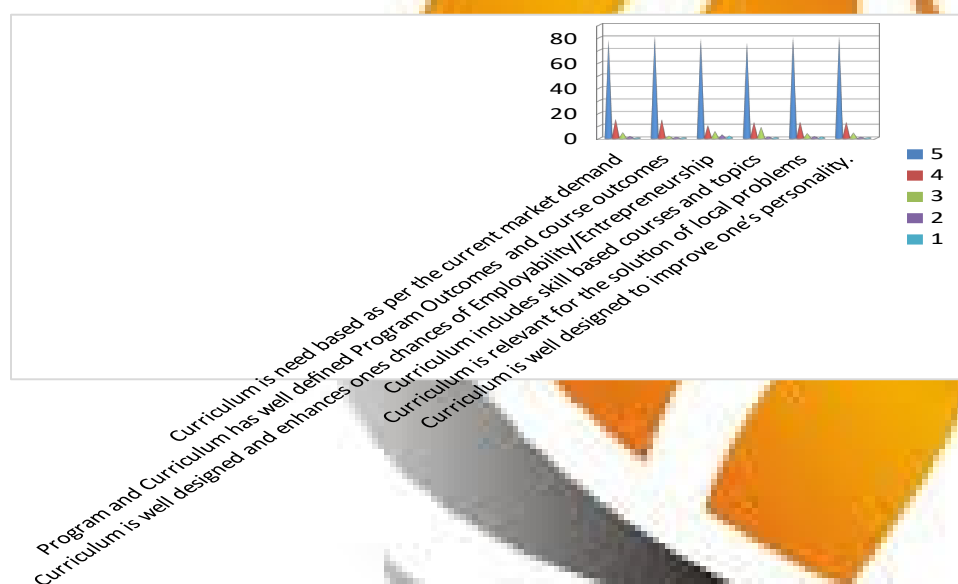 80
60
40
20
0
Curriculum is need based as per the current market demand
Program and Curriculum has well defined Program Outcomes and course outcomes
Curriculum is well designed and enhances ones chances of Employability/Entrepreneurship
Curriculum includes skill based courses and topics
Curriculum is relevant for the solution of local problems
Curriculum is well designed to improve one's personality.
5
4
3
2
1